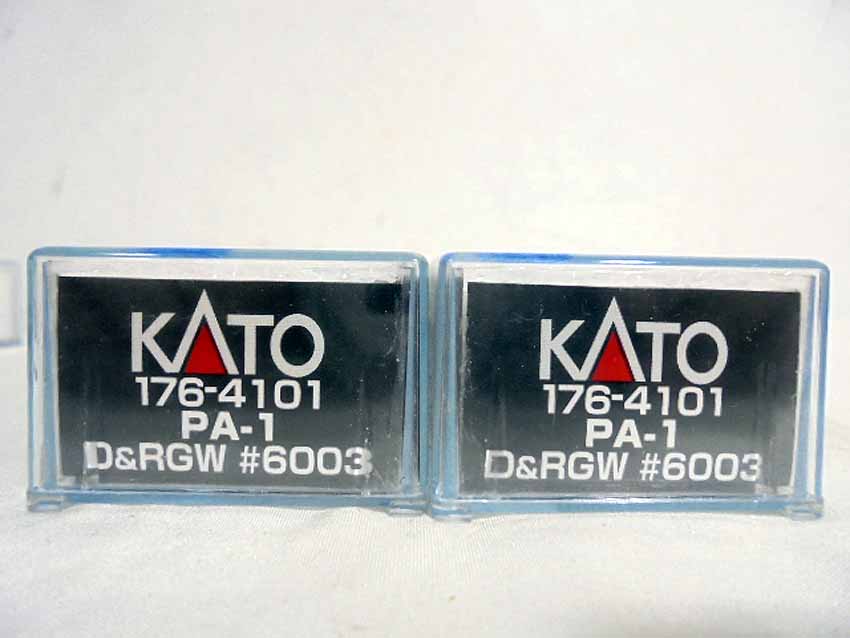 KATO
176-4101
PA-1
D&RGW #6003
KATO
176-4101
PA-1
D&RGW #6003